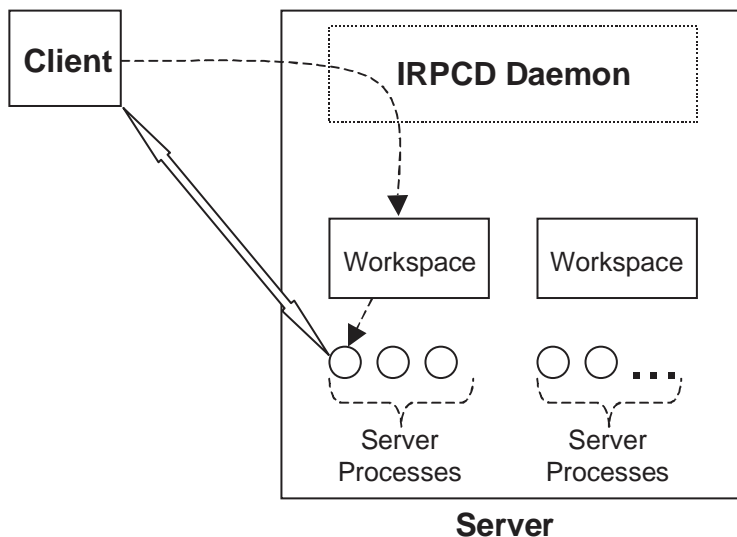 Client
IRPCD Daemon
Workspace
Workspace
Server
Processes
Server
Processes
Server